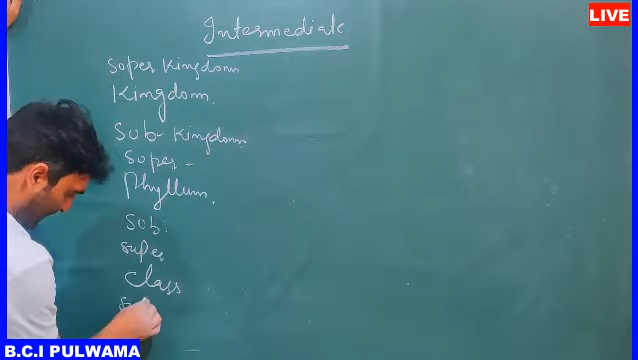 LIVE
Intermediate
Super Kingdom
Kingdom.
Sub-Kingdom
Super -
Phyllum.
Sub.
Super
Class
B.C.I PULWAMA